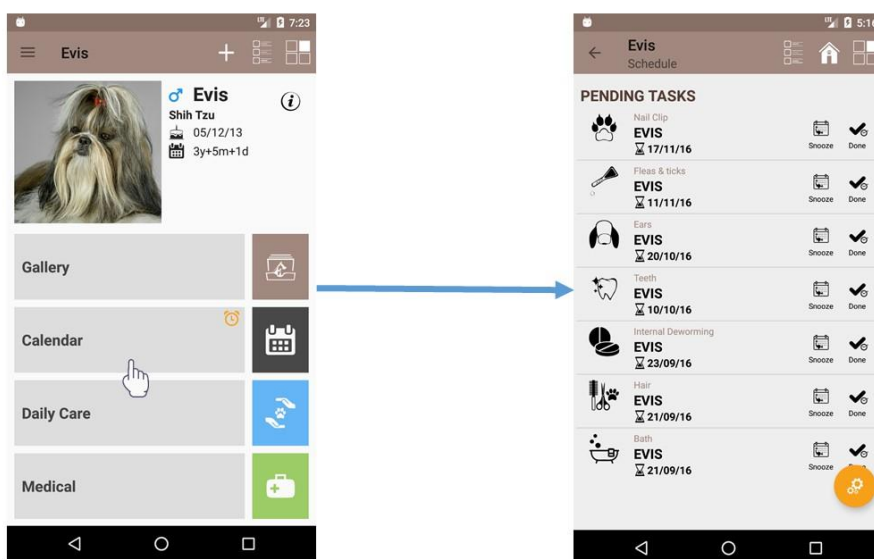 7:23
Evis
Evis
Shih Tzu
05/12/13
3y+5m+1d
Gallery
Calendar
Daily Care
Medical
5:16
Evis
Schedule
PENDING TASKS
Nail Clip
EVIS
17/11/16
Snooze Done
Fleas & ticks
EVIS
11/11/16
Snooze Done
Ears
EVIS
20/10/16
Snooze Done
Teeth
EVIS
10/10/16
Snooze Done
Internal Deworming
EVIS
23/09/16
Snooze Done
Hair
EVIS
21/09/16
Snooze Done
Bath
EVIS
21/09/16
Snooze